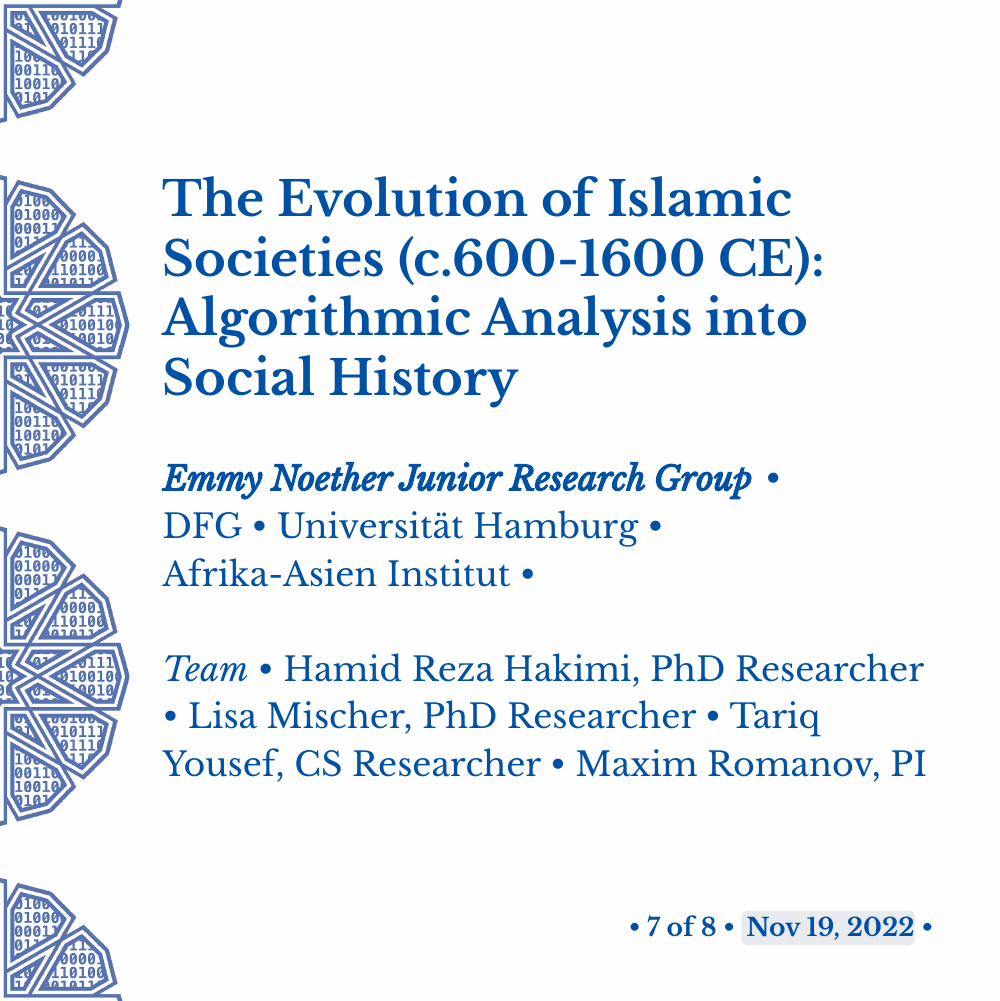 The Evolution of Islamic
Societies (c.600-1600 CE):
Algorithmic Analysis into
Social History
Emmy Noether Junior Research Group •
DFG • Universität Hamburg •
Afrika-Asien Institut •
Team • Hamid Reza Hakimi, PhD Researcher
• Lisa Mischer, PhD Researcher • Tariq
Yousef, CS Researcher • Maxim Romanov, PI
• 7 of 8 • Nov 19, 2022 •